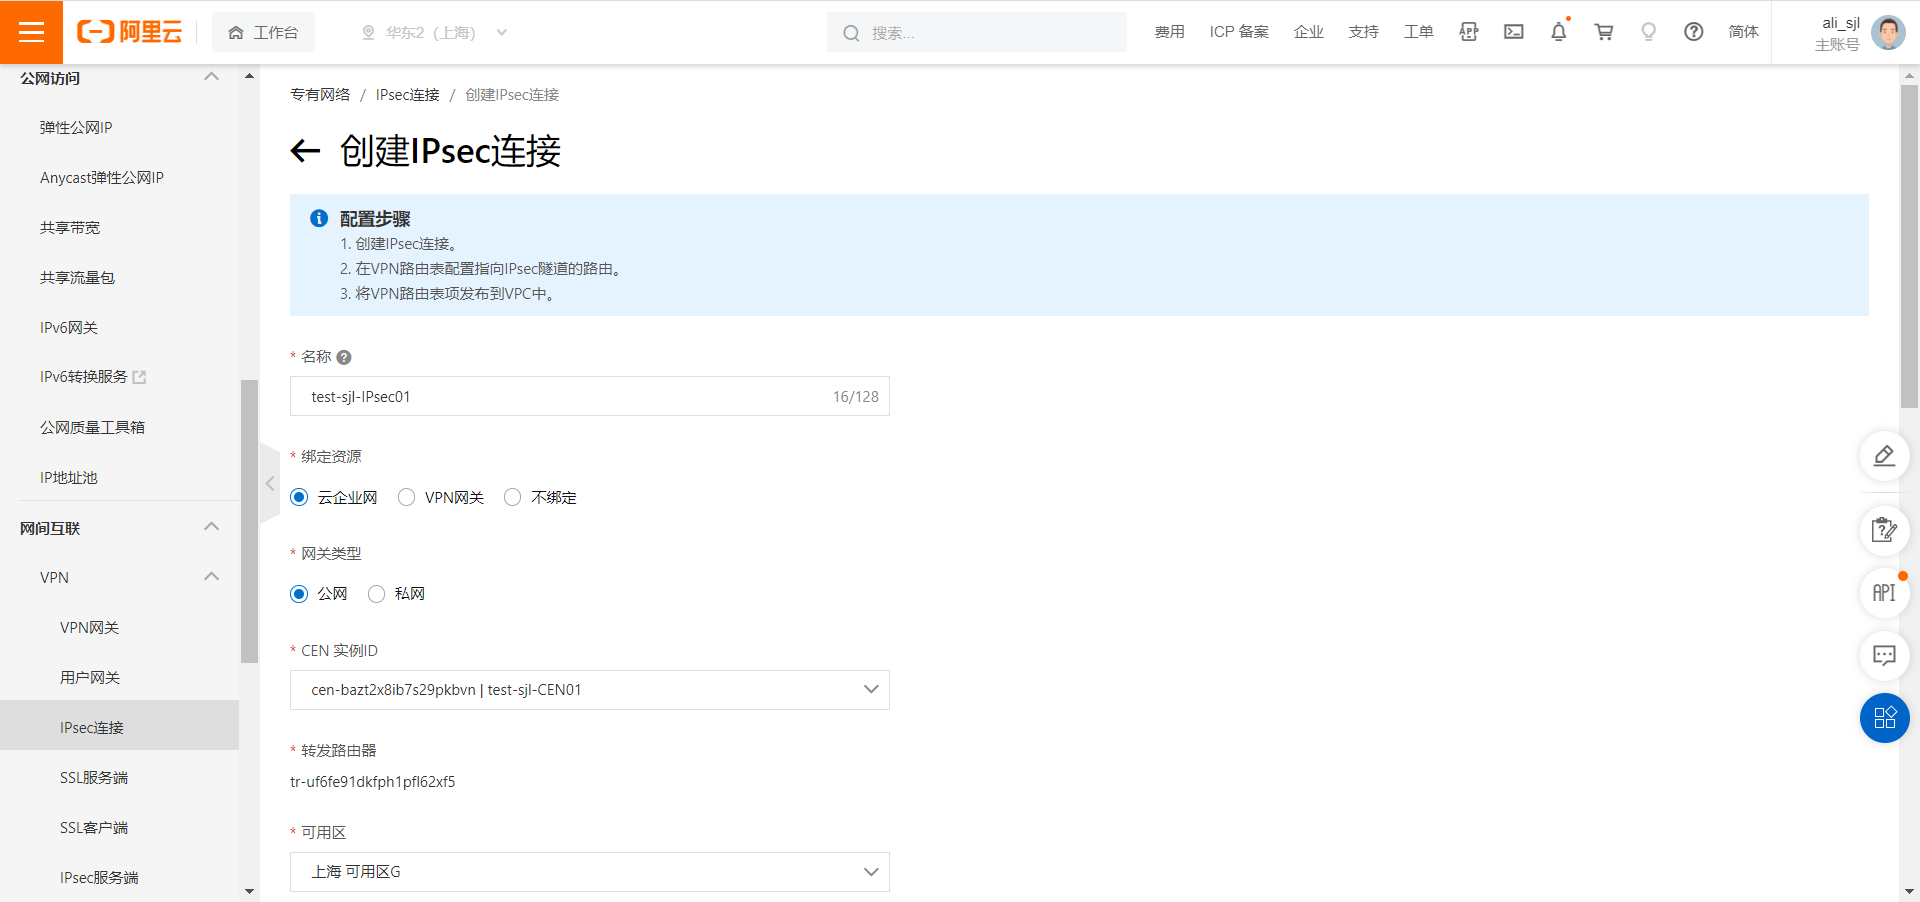 阿里云
工作台
华东2（上海）
搜索...
费用
ICP 备案
企业
支持
工单
APP
简体
ali_sjl
主账号
公网访问
弹性公网IP
Anycast弹性公网IP
共享带宽
共享流量包
IPv6网关
IPv6转换服务
公网质量工具箱
IP地址池
网间互联
VPN
VPN网关
用户网关
IPsec连接
SSL服务端
SSL客户端
IPsec服务端
专有网络 / IPsec连接 / 创建IPsec连接
创建IPsec连接
配置步骤
1. 创建IPsec连接。
2. 在VPN路由表配置指向IPsec隧道的路由。
3. 将VPN路由表项发布到VPC中。
* 名称
test-sjl-IPsec01 16/128
* 绑定资源
云企业网 VPN网关 不绑定
* 网关类型
公网 私网
* CEN 实例ID
cen-bazt2x8ib7s29pkbvn | test-sjl-CEN01
* 转发路由器
tr-uf6fe91dkfph1pfl62xf5
* 可用区
上海 可用区G
API